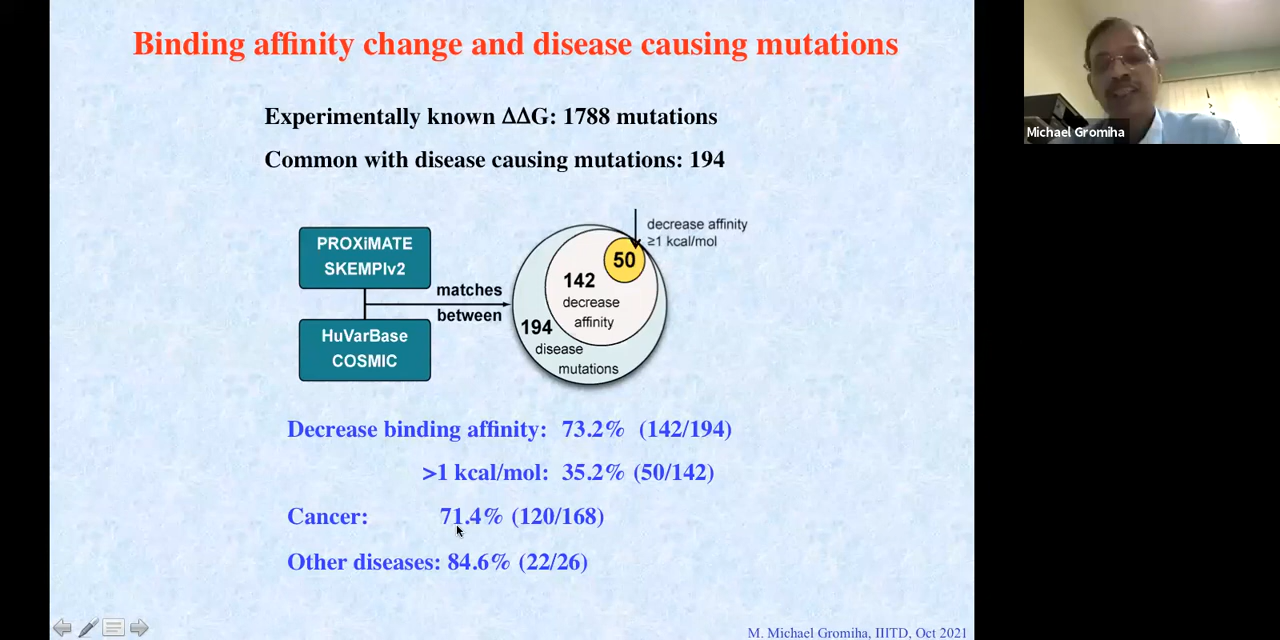 Binding affinity change and disease causing mutations
Experimentally known ΔΔG: 1788 mutations
Common with disease causing mutations: 194
PROXiMATE
SKEMPIv2
HuVarBase
COSMIC
matches
between
decrease affinity
≥1 kcal/mol
50
142
decrease
affinity
194
disease
mutations
Decrease binding affinity: 73.2% (142/194)
>1 kcal/mol: 35.2% (50/142)
Cancer: 71.4% (120/168)
Other diseases: 84.6% (22/26)
M. Michael Gromiha, IIITD, Oct 2021
Michael Gromiha